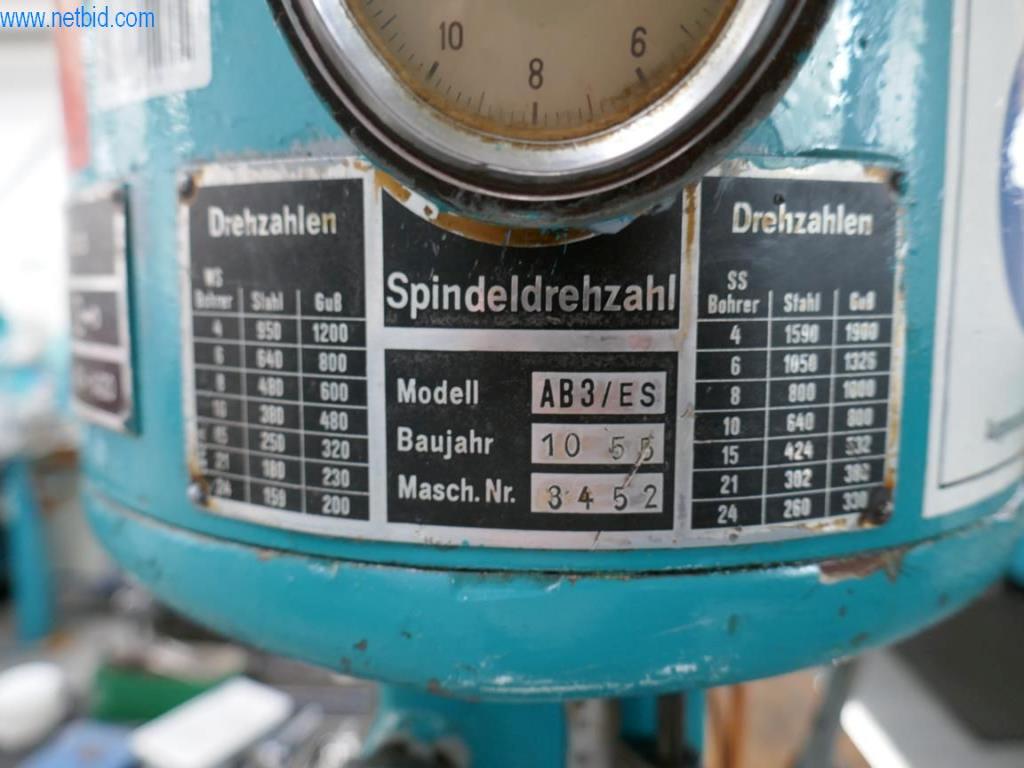 www.netbid.com
10 8 6
Drehzahlen
WS
Bohrer Stahl Guß
4 950 1200
6 640 800
8 480 600
10 380 480
15 250 320
21 180 230
24 150 200
Spindeldrehzahl
Modell AB3/ES
Baujahr 10 55
Masch.Nr. 3452
Drehzahlen
SS
Bohrer Stahl Guß
4 1590 1900
6 1050 1326
8 800 1000
10 640 800
15 424 532
21 302 382
24 260 330